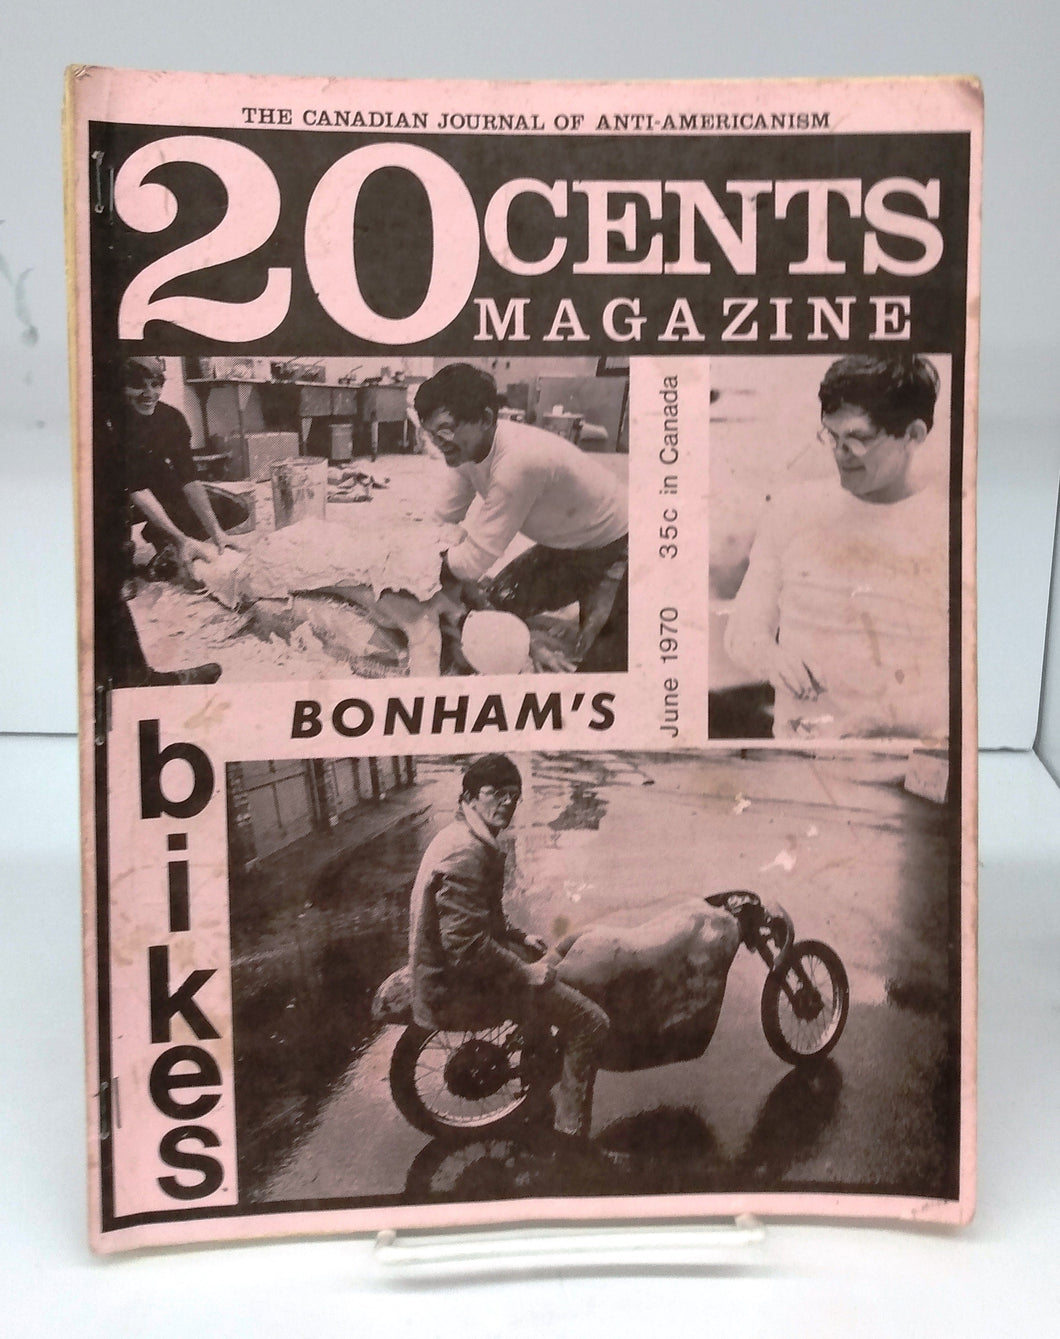 THE CANADIAN JOURNAL OF ANTI-AMERICANISM
20 CENTS
MAGAZINE
June 1970 35c in Canada
BONHAM'S
bikes